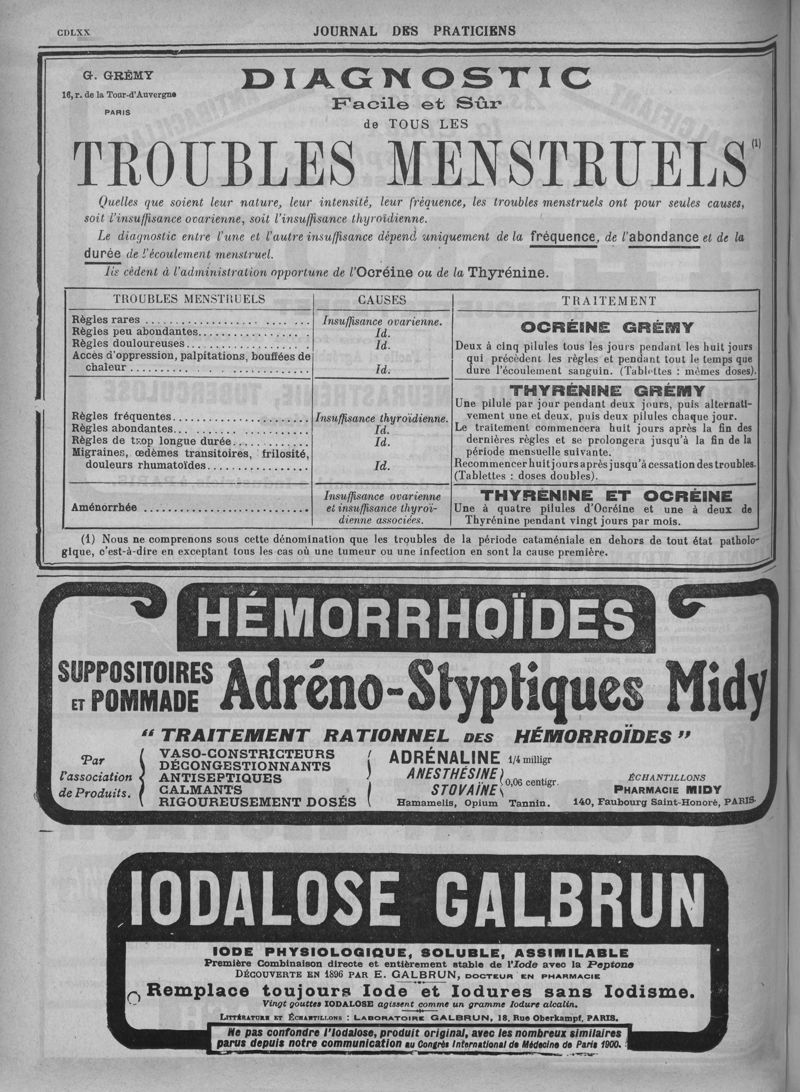 CDLXX
JOURNAL DES PRATICIENS
G. GRÉMY
16, r. de la Tour-d'Auvergne
PARIS
DIAGNOSTIC
Facile et Sûr
de TOUS LES
TROUBLES MENSTRUELS (1)
Quelles que soient leur nature, leur intensité, leur fréquence, les troubles menstruels ont pour seules causes,
soit l'insuffisance ovarienne, soit l'insuffisance thyroïdienne.
Le diagnostic entre l'une et l'autre insuffisance dépend uniquement de la fréquence, de l'abondance et de la
durée de l'écoulement menstruel.
Ils cèdent à l'administration opportune de l'Ocréine ou de la Thyrénine.
TROUBLES MENSTRUELS
CAUSES
TRAITEMENT
Règles rares
Insuffisance ovarienne.
Règles peu abondantes
Id.
Règles douloureuses
Id.
Accès d'oppression, palpitations, bouffées de
chaleur
Id.
OCRÉINE GRÉMY
Deux à cinq pilules tous les jours pendant les huit jours
qui précèdent les règles et pendant tout le temps que
dure l'écoulement sanguin. (Tablettes : mêmes doses).
Règles fréquentes
Insuffisance thyroïdienne.
Règles abondantes
Id.
Règles de trop longue durée
Id.
Migraines, œdèmes transitoires, frilosité,
douleurs rhumatoïdes
Id.
THYRÉNINE GRÉMY
Une pilule par jour pendant deux jours, puis alternati-
vement une et deux, puis deux pilules chaque jour.
Le traitement commencera huit jours après la fin des
dernières règles et se prolongera jusqu'à la fin de la
période mensuelle suivante.
Recommencer huit jours après jusqu'à cessation des troubles.
(Tablettes : doses doubles).
Aménorrhée
Insuffisance ovarienne
et insuffisance thyroï-
dienne associées.
THYRÉNINE ET OCRÉINE
Une à quatre pilules d'Ocréine et une à deux de
Thyrénine pendant vingt jours par mois.
(1) Nous ne comprenons sous cette dénomination que les troubles de la période cataméniale en dehors de tout état patholo-
gique, c'est-à-dire en exceptant tous les cas où une tumeur ou une infection en sont la cause première.
HÉMORRHOÏDES
SUPPOSITOIRES
ET POMMADE
Adréno-Styptiques Midy
"TRAITEMENT RATIONNEL DES HÉMORROÏDES"
Par
l'association
de Produits.
VASO-CONSTRICTEURS
DÉCONGESTIONNANTS
ANTISEPTIQUES
CALMANTS
RIGOUREUSEMENT DOSÉS
ADRÉNALINE 1/4 milligr
ANESTHÉSINE
STOVAÏNE
0,06 centigr.
Hamamelis, Opium Tannin.
ÉCHANTILLONS
PHARMACIE MIDY
140, Faubourg Saint-Honoré, PARIS.
IODALOSE GALBRUN
IODE PHYSIOLOGIQUE, SOLUBLE, ASSIMILABLE
Première Combinaison directe et entièrement stable de l'Iode avec la Peptone
DÉCOUVERTE EN 1896 PAR E. GALBRUN, DOCTEUR EN PHARMACIE
Remplace toujours Iode et Iodures sans Iodisme.
Vingt gouttes IODALOSE agissent comme un gramme Iodure alcalin.
LITTÉRATURE ET ÉCHANTILLONS : LABORATOIRE GALBRUN, 18, Rue Oberkampf, PARIS.
Ne pas confondre l'Iodalose, produit original, avec les nombreux similaires
parus depuis notre communication au Congrès International de Médecine de Paris 1900.